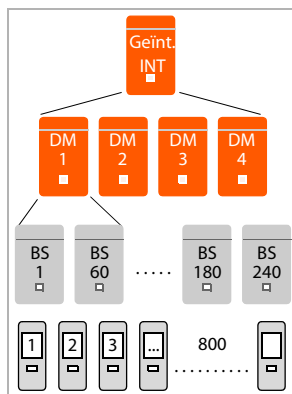 Geïnt.
INT
DM 1 DM 2 DM 3 DM 4
BS 1 BS 60 ..... BS 180 BS 240
1 2 3 ... 800
..........